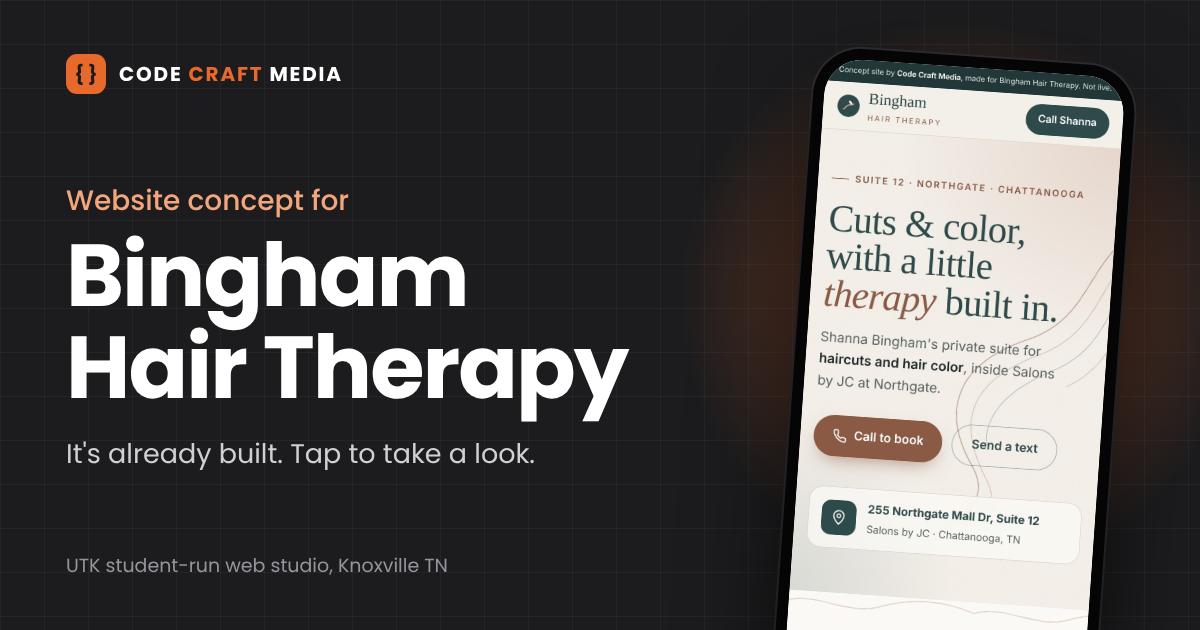 { } CODE CRAFT MEDIA
Website concept for
Bingham
Hair Therapy
It's already built. Tap to take a look.
UTK student-run web studio, Knoxville TN
Concept site by Code Craft Media, made for Bingham Hair Therapy. Not live.
Bingham
HAIR THERAPY
Call Shanna
SUITE 12 · NORTHGATE · CHATTANOOGA
Cuts & color,
with a little
therapy built in.
Shanna Bingham's private suite for
haircuts and hair color, inside Salons
by JC at Northgate.
Call to book
Send a text
255 Northgate Mall Dr, Suite 12
Salons by JC · Chattanooga, TN